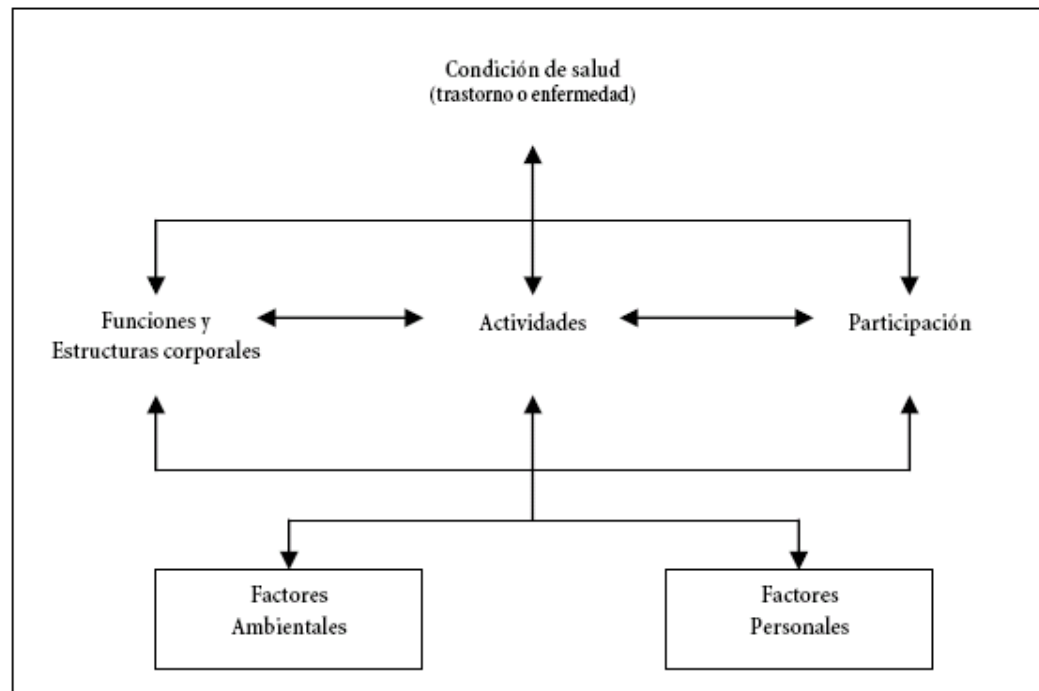 Condición de salud
(trastorno o enfermedad)
Funciones y
Estructuras corporales
Actividades
Participación
Factores
Ambientales
Factores
Personales